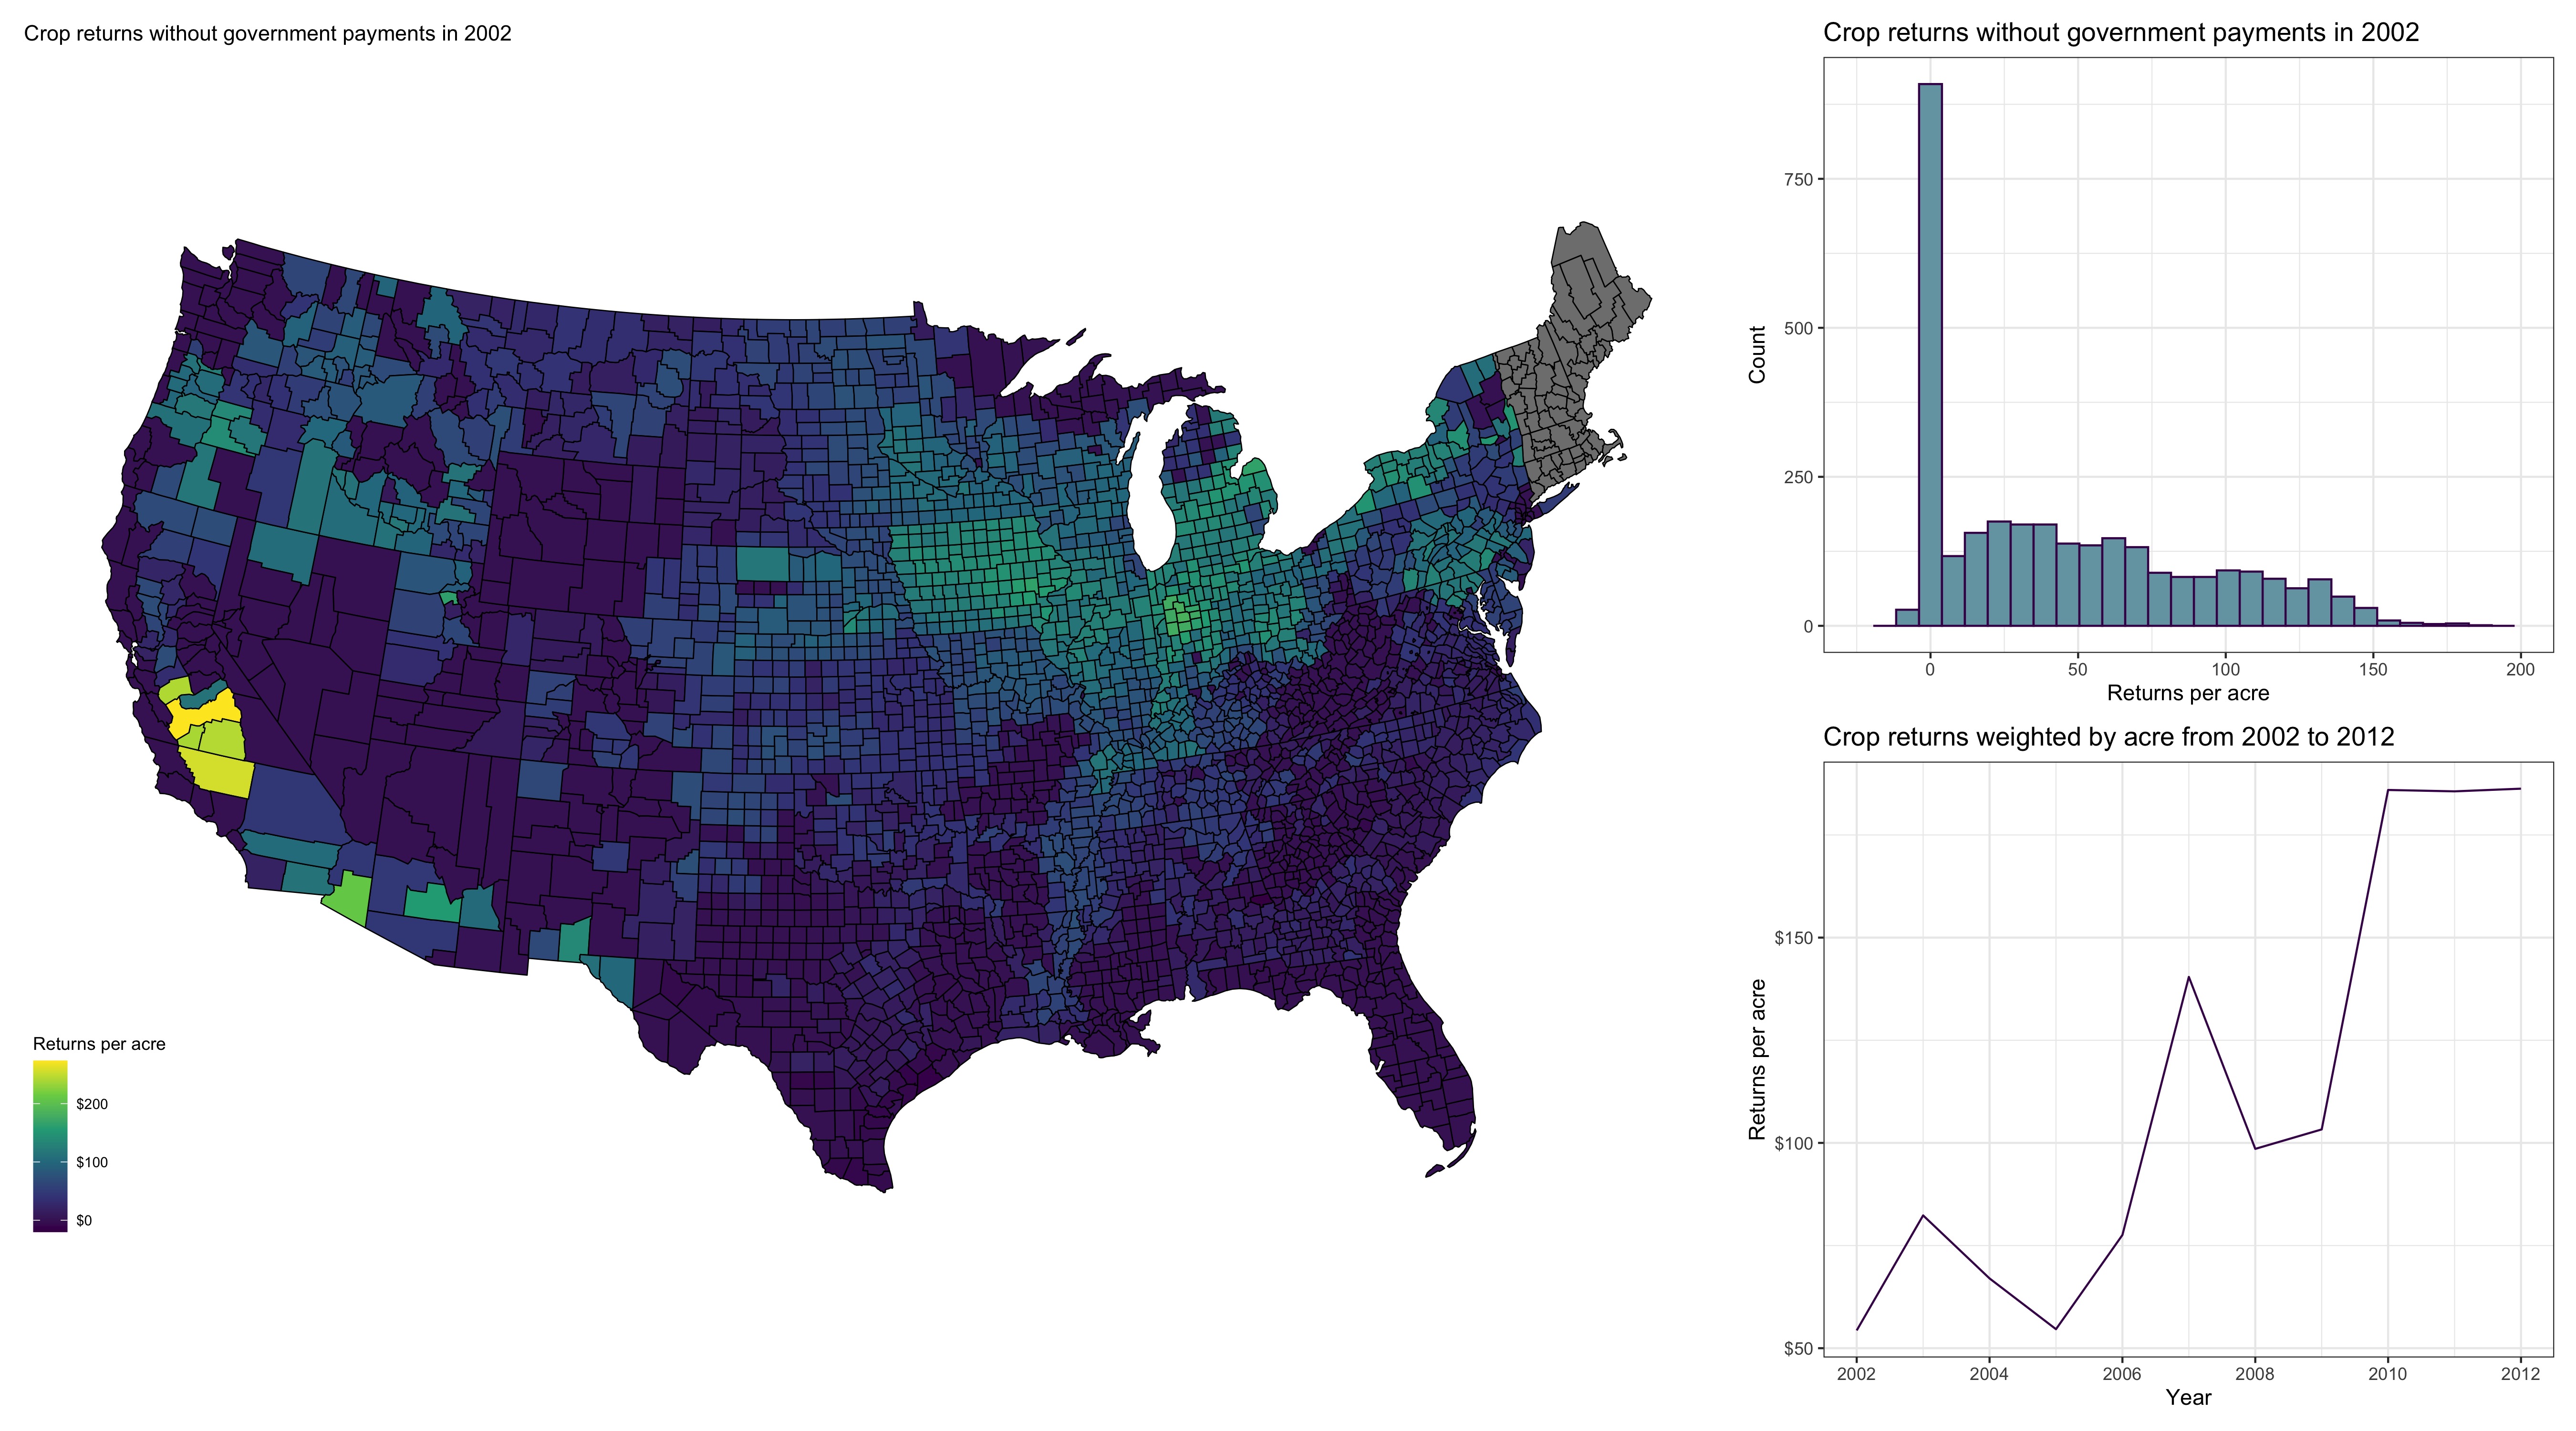 Crop returns without government payments in 2002
Returns per acre
$200
$100
$0
Crop returns without government payments in 2002
Count
750
500
250
0
0 50 100 150 200
Returns per acre
Crop returns weighted by acre from 2002 to 2012
Returns per acre
$150
$100
$50
2002 2004 2006 2008 2010 2012
Year